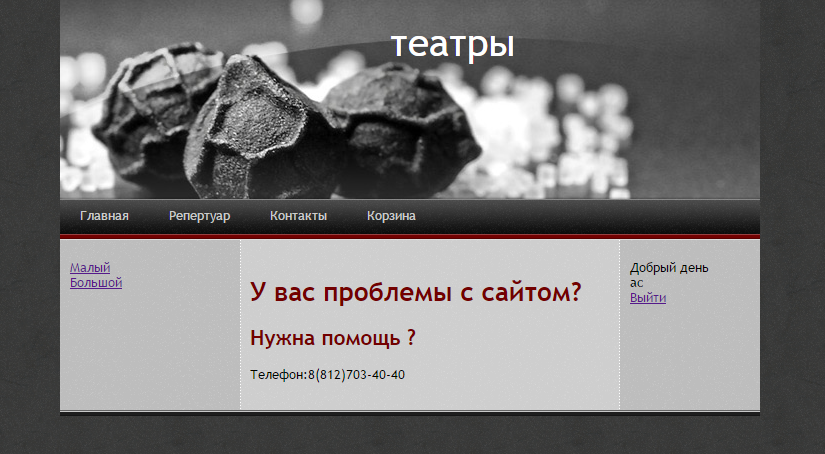 театры
Главная Репертуар Контакты Корзина
Малый
Большой
У вас проблемы с сайтом?
Нужна помощь ?
Телефон:8(812)703-40-40
Добрый день
ас
Выйти